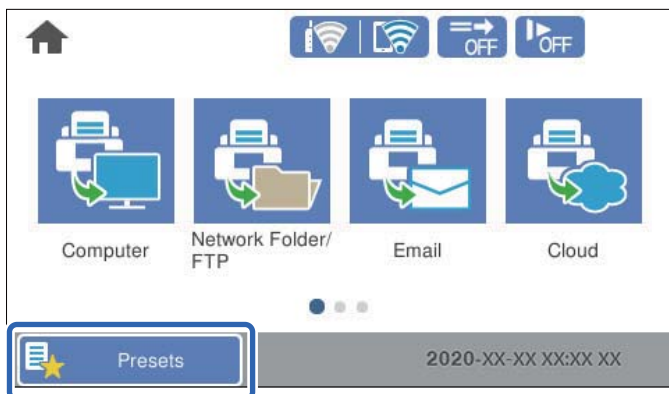 OFF
OFF
Computer
Network Folder/
FTP
Email
Cloud
Presets
2020-XX-XX XX:XX XX